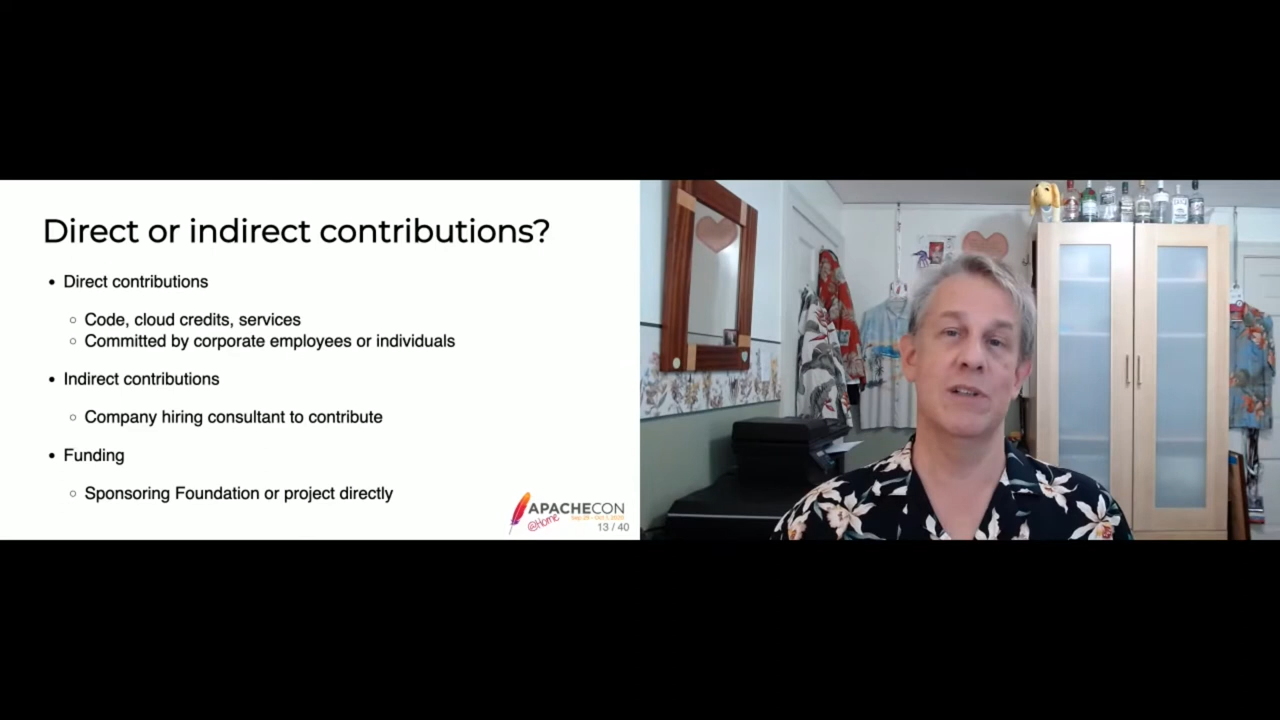 Direct or indirect contributions?
• Direct contributions
○ Code, cloud credits, services
○ Committed by corporate employees or individuals
• Indirect contributions
○ Company hiring consultant to contribute
• Funding
○ Sponsoring Foundation or project directly
APACHECON
@Home
13 / 40